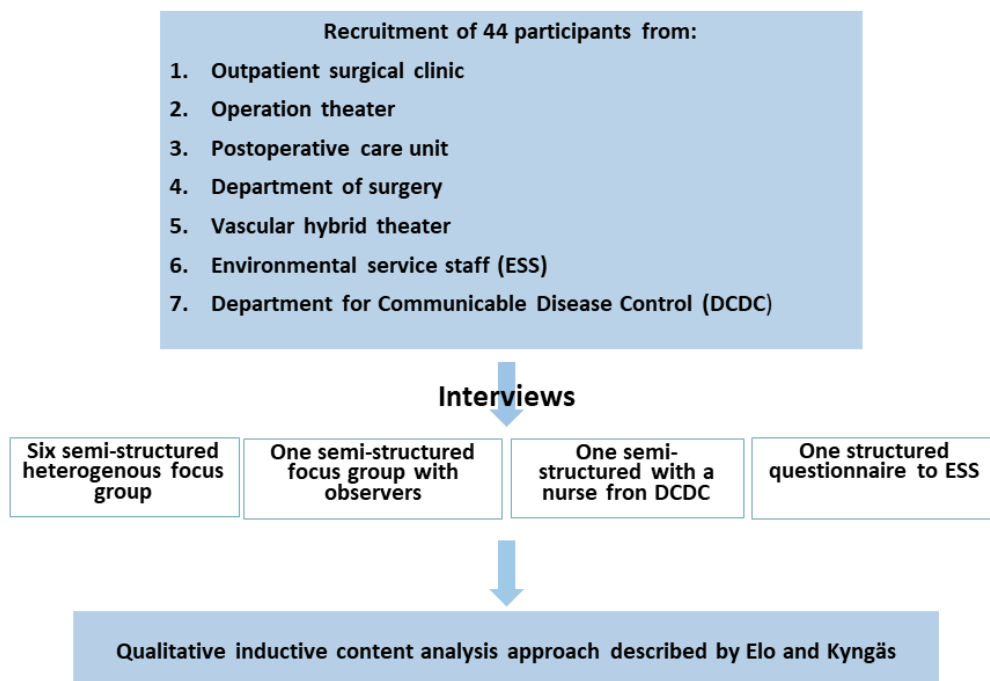 Recruitment of 44 participants from:
1. Outpatient surgical clinic
2. Operation theater
3. Postoperative care unit
4. Department of surgery
5. Vascular hybrid theater
6. Environmental service staff (ESS)
7. Department for Communicable Disease Control (DCDC)
Interviews
Six semi-structured
heterogenous focus
group
One semi-structured
focus group with
observers
One semi-
structured with a
nurse fron DCDC
One structured
questionnaire to ESS
Qualitative inductive content analysis approach described by Elo and Kyngäs